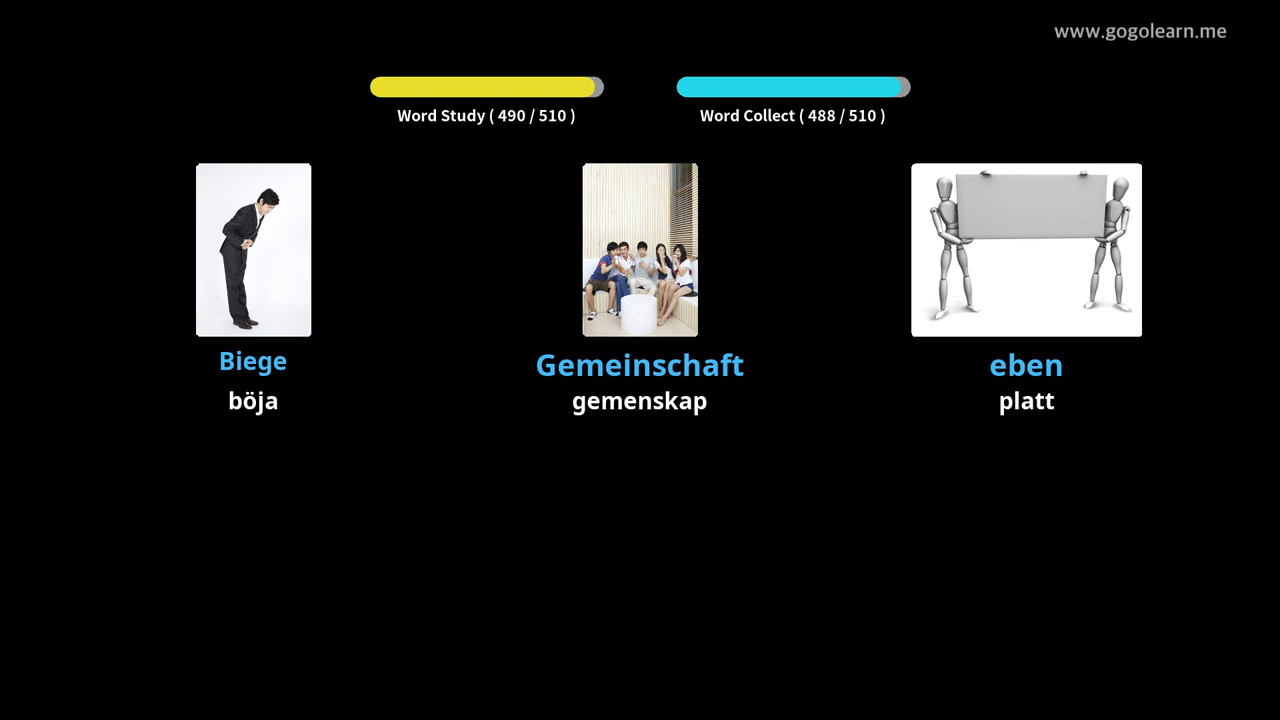 www.gogolearn.me
Word Study ( 490 / 510 )
Word Collect ( 488 / 510 )
Biege
böja
Gemeinschaft
gemenskap
eben
platt